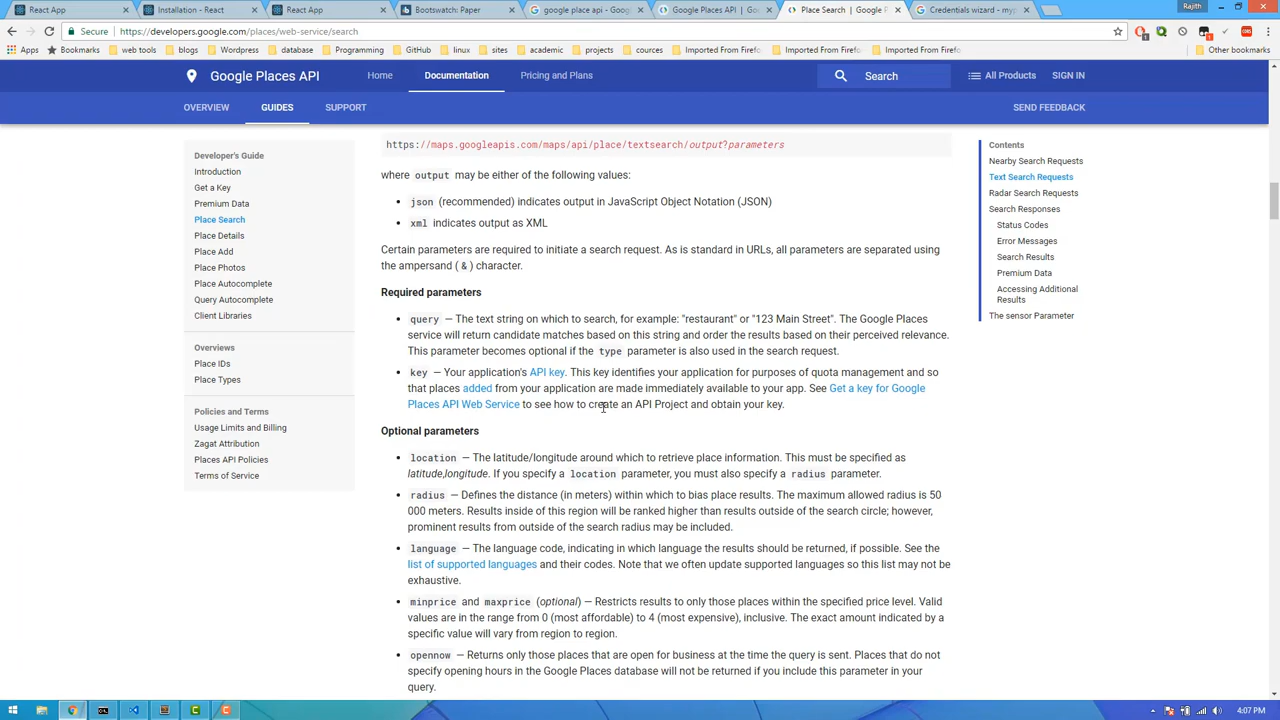 React App
Installation - React
React App
Bootswatch: Paper
google place api - Goog
Google Places API | Go
Place Search | Google P
Credentials wizard - myp
Rajith
Secure
https://developers.google.com/places/web-service/search
Apps
Bookmarks
web tools
blogs
Wordpress
database
Programming
GitHub
linux
sites
academic
projects
cources
Imported From Firefo
Imported From Firefo
Imported From Firefo
Other bookmarks
Google Places API
Home
Documentation
Pricing and Plans
Search
All Products
SIGN IN
OVERVIEW
GUIDES
SUPPORT
SEND FEEDBACK
Developer's Guide
Introduction
Get a Key
Premium Data
Place Search
Place Details
Place Add
Place Photos
Place Autocomplete
Query Autocomplete
Client Libraries
Overviews
Place IDs
Place Types
Policies and Terms
Usage Limits and Billing
Zagat Attribution
Places API Policies
Terms of Service
https://maps.googleapis.com/maps/api/place/textsearch/output?parameters
where output may be either of the following values:
json (recommended) indicates output in JavaScript Object Notation (JSON)
xml indicates output as XML
Certain parameters are required to initiate a search request. As is standard in URLs, all parameters are separated using
the ampersand ( & ) character.
Required parameters
query — The text string on which to search, for example: "restaurant" or "123 Main Street". The Google Places
service will return candidate matches based on this string and order the results based on their perceived relevance.
This parameter becomes optional if the type parameter is also used in the search request.
key — Your application's API key. This key identifies your application for purposes of quota management and so
that places added from your application are made immediately available to your app. See Get a key for Google
Places API Web Service to see how to create an API Project and obtain your key.
Optional parameters
location — The latitude/longitude around which to retrieve place information. This must be specified as
latitude,longitude. If you specify a location parameter, you must also specify a radius parameter.
radius — Defines the distance (in meters) within which to bias place results. The maximum allowed radius is 50
000 meters. Results inside of this region will be ranked higher than results outside of the search circle; however,
prominent results from outside of the search radius may be included.
language — The language code, indicating in which language the results should be returned, if possible. See the
list of supported languages and their codes. Note that we often update supported languages so this list may not be
exhaustive.
minprice and maxprice (optional) — Restricts results to only those places within the specified price level. Valid
values are in the range from 0 (most affordable) to 4 (most expensive), inclusive. The exact amount indicated by a
specific value will vary from region to region.
opennow — Returns only those places that are open for business at the time the query is sent. Places that do not
specify opening hours in the Google Places database will not be returned if you include this parameter in your
query.
Contents
Nearby Search Requests
Text Search Requests
Radar Search Requests
Search Responses
Status Codes
Error Messages
Search Results
Premium Data
Accessing Additional
Results
The sensor Parameter
4:07 PM